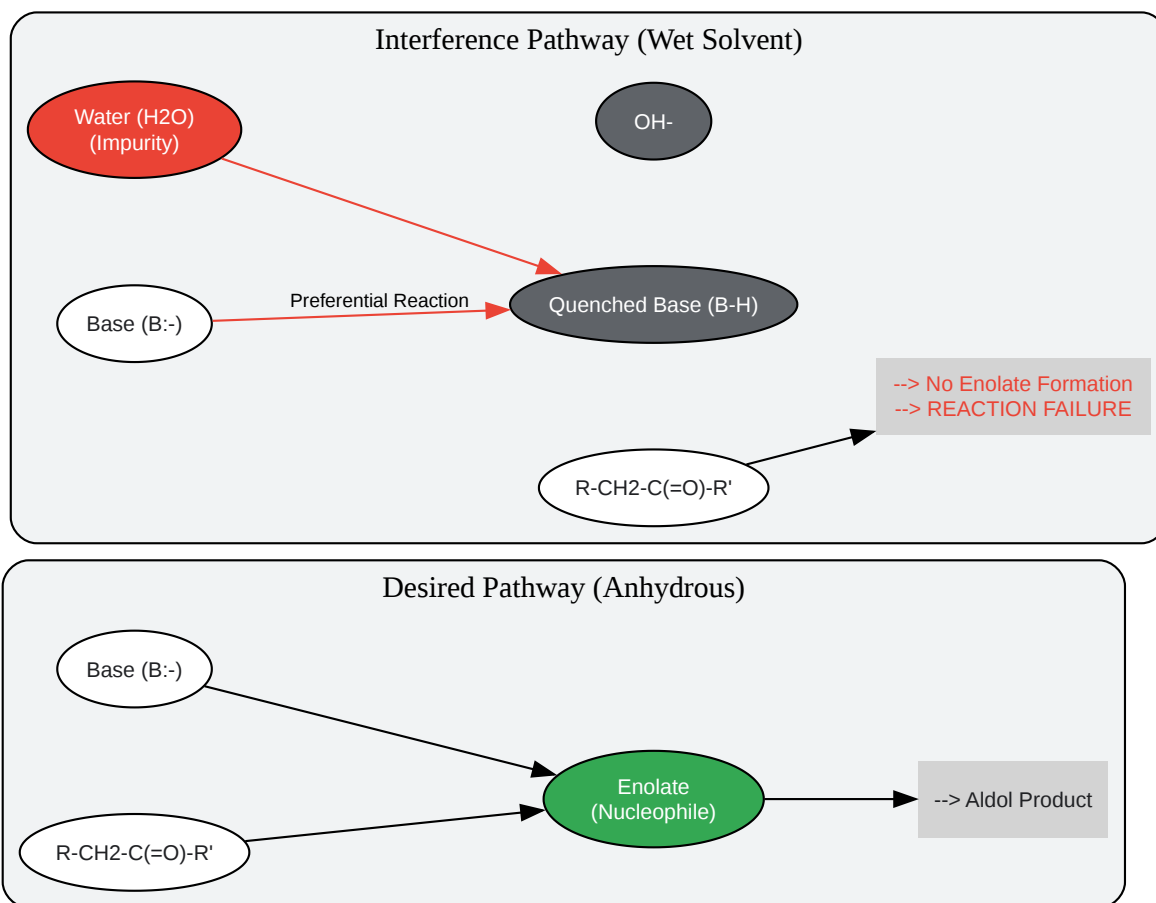 Interference Pathway (Wet Solvent)
Water (H2O)
(Impurity)
OH-
Preferential Reaction
Base (B:-)
Quenched Base (B-H)
--> No Enolate Formation
--> REACTION FAILURE
R-CH2-C(=O)-R'
Desired Pathway (Anhydrous)
Base (B:-)
Enolate
(Nucleophile)
--> Aldol Product
R-CH2-C(=O)-R'